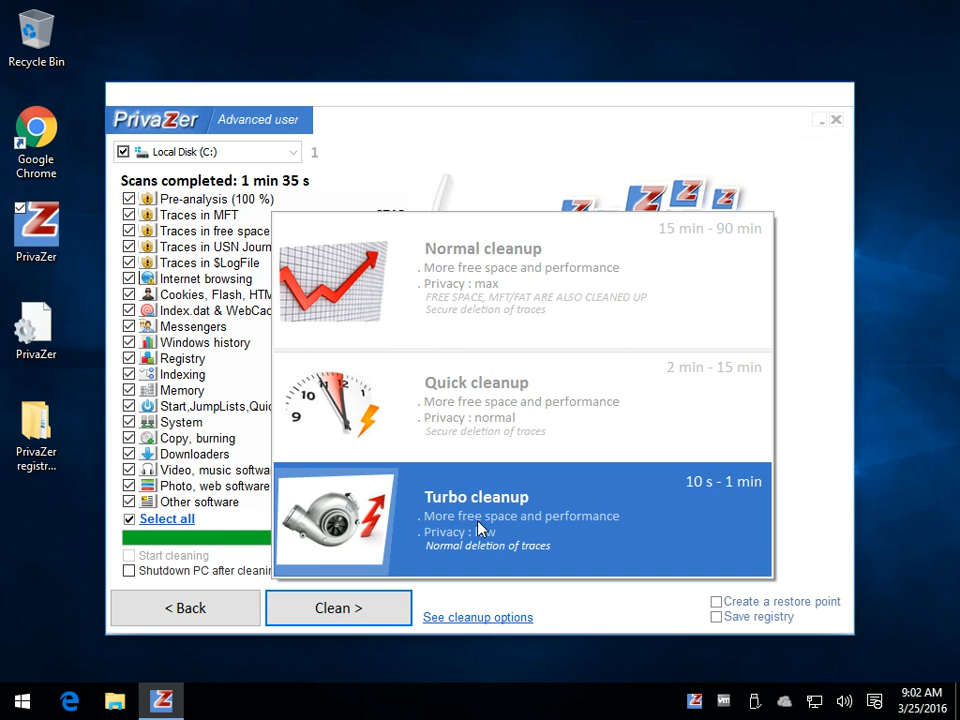 Recycle Bin
Google
Chrome
PrivaZer
PrivaZer
PrivaZer
registr...
PrivaZer
Advanced user
Local Disk (C:)
1
Scans completed: 1 min 35 s
Pre-analysis (100 %)
Traces in MFT
Traces in free space
Traces in USN Journ
Traces in $LogFile
Internet browsing
Cookies, Flash, HTM
Index.dat & WebCac
Messengers
Windows history
Registry
Indexing
Memory
Start,JumpLists,Quic
System
Copy, burning
Downloaders
Video, music softwa
Photo, web software
Other software
Select all
Start cleaning
Shutdown PC after cleanin
15 min - 90 min
Normal cleanup
. More free space and performance
. Privacy : max
FREE SPACE, MFT/FAT ARE ALSO CLEANED UP
Secure deletion of traces
2 min - 15 min
Quick cleanup
. More free space and performance
. Privacy : normal
Secure deletion of traces
10 s - 1 min
Turbo cleanup
. More free space and performance
. Privacy :
Normal deletion of traces
< Back
Clean >
See cleanup options
Create a restore point
Save registry
9:02 AM
3/25/2016